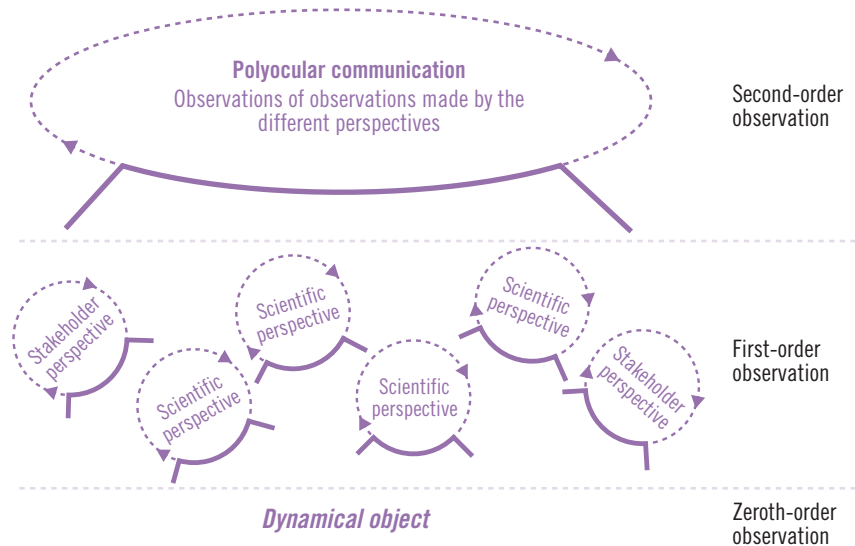 Polyocular communication
Observations of observations made by the
different perspectives
Second-order
observation
Stakeholder
perspective
Scientific
perspective
Scientific
perspective
Scientific
perspective
Scientific
perspective
Stakeholder
perspective
First-order
observation
Dynamical object
Zeroth-order
observation